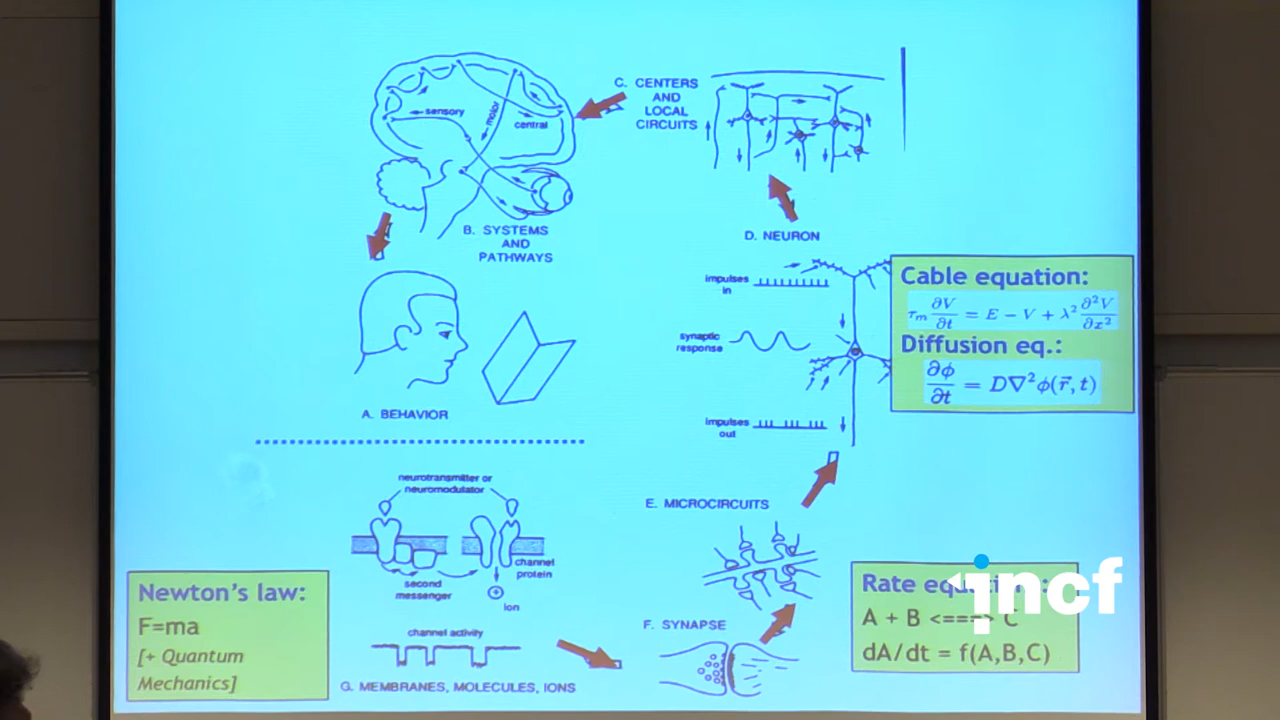 C. CENTERS
AND
LOCAL
CIRCUITS
sensory
motor
central
B. SYSTEMS
AND
PATHWAYS
D. NEURON
impulses
in
synaptic
response
impulses
out
Cable equation:
τm ∂V/∂t = E − V + λ² ∂²V/∂x²
Diffusion eq.:
∂ϕ/∂t = D∇²ϕ(r⃗, t)
A. BEHAVIOR
neurotransmitter or
neuromodulator
channel
protein
second
messenger
+
ion
channel activity
G. MEMBRANES, MOLECULES, IONS
E. MICROCIRCUITS
F. SYNAPSE
Newton's law:
F=ma
[+ Quantum
Mechanics]
Rate equations:
A + B <===> C
dA/dt = f(A,B,C)
incf